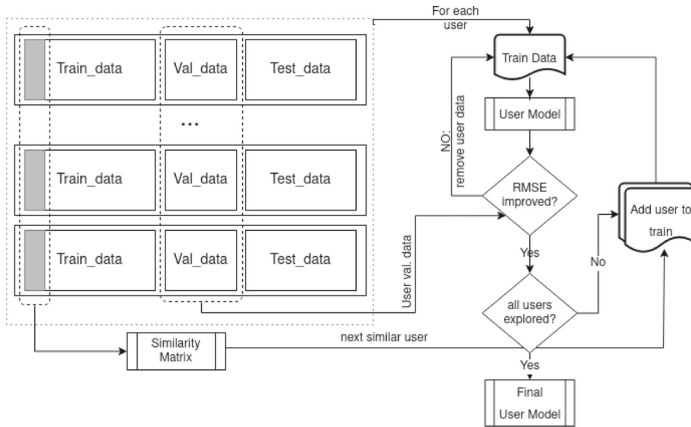 For each
user
Train_data
Val_data
Test_data
...
Train_data
Val_data
Test_data
Train_data
Val_data
Test_data
Train Data
User Model
NO:
remove user data
RMSE
improved?
User val. data
Yes
No
Add user to
train
all users
explored?
Similarity
Matrix
next similar user
Yes
Final
User Model